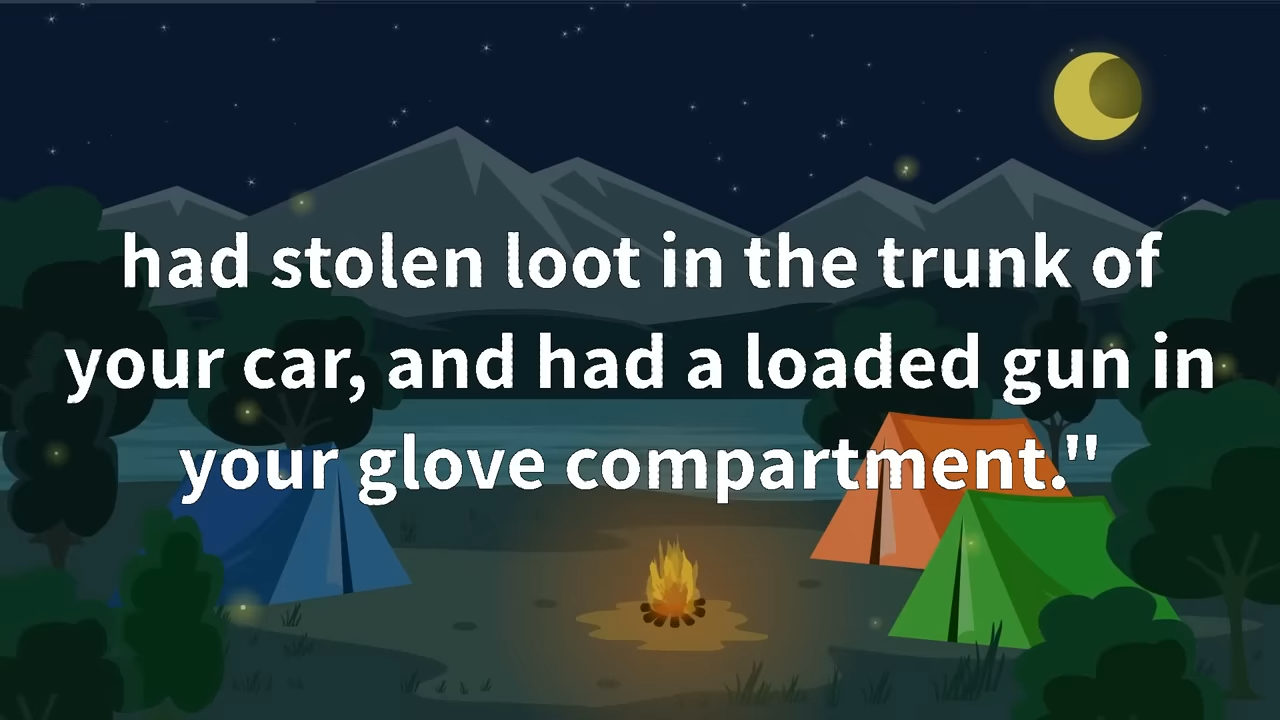 had stolen loot in the trunk of
your car, and had a loaded gun in
your glove compartment."